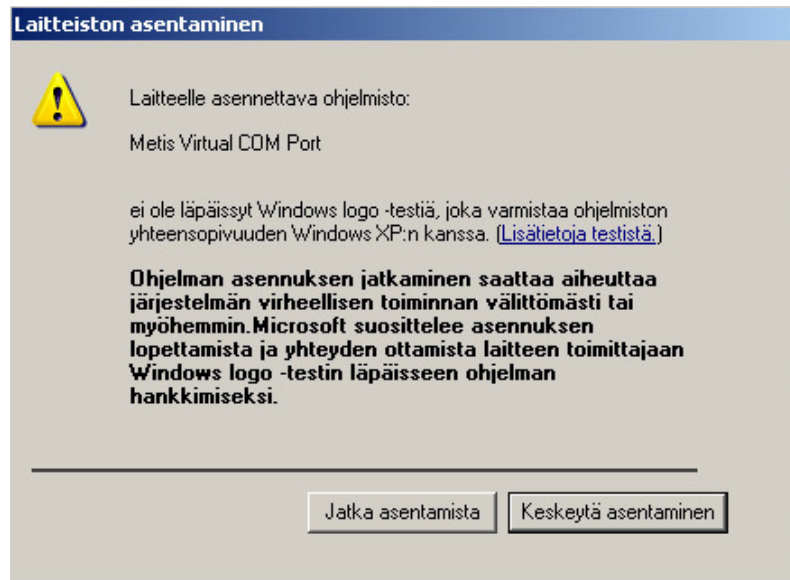 Laitteiston asentaminen
Laitteelle asennettava ohjelmisto:
Metis Virtual COM Port
ei ole läpäissyt Windows logo -testiä, joka varmistaa ohjelmiston
yhteensopivuuden Windows XP:n kanssa. (Lisätietoja testistä.)
Ohjelman asennuksen jatkaminen saattaa aiheuttaa
järjestelmän virheellisen toiminnan välittömästi tai
myöhemmin.Microsoft suosittelee asennuksen
lopettamista ja yhteyden ottamista laitteen toimittajaan
Windows logo -testin läpäisseen ohjelman
hankkimiseksi.
Jatka asentamista
Keskeytä asentaminen